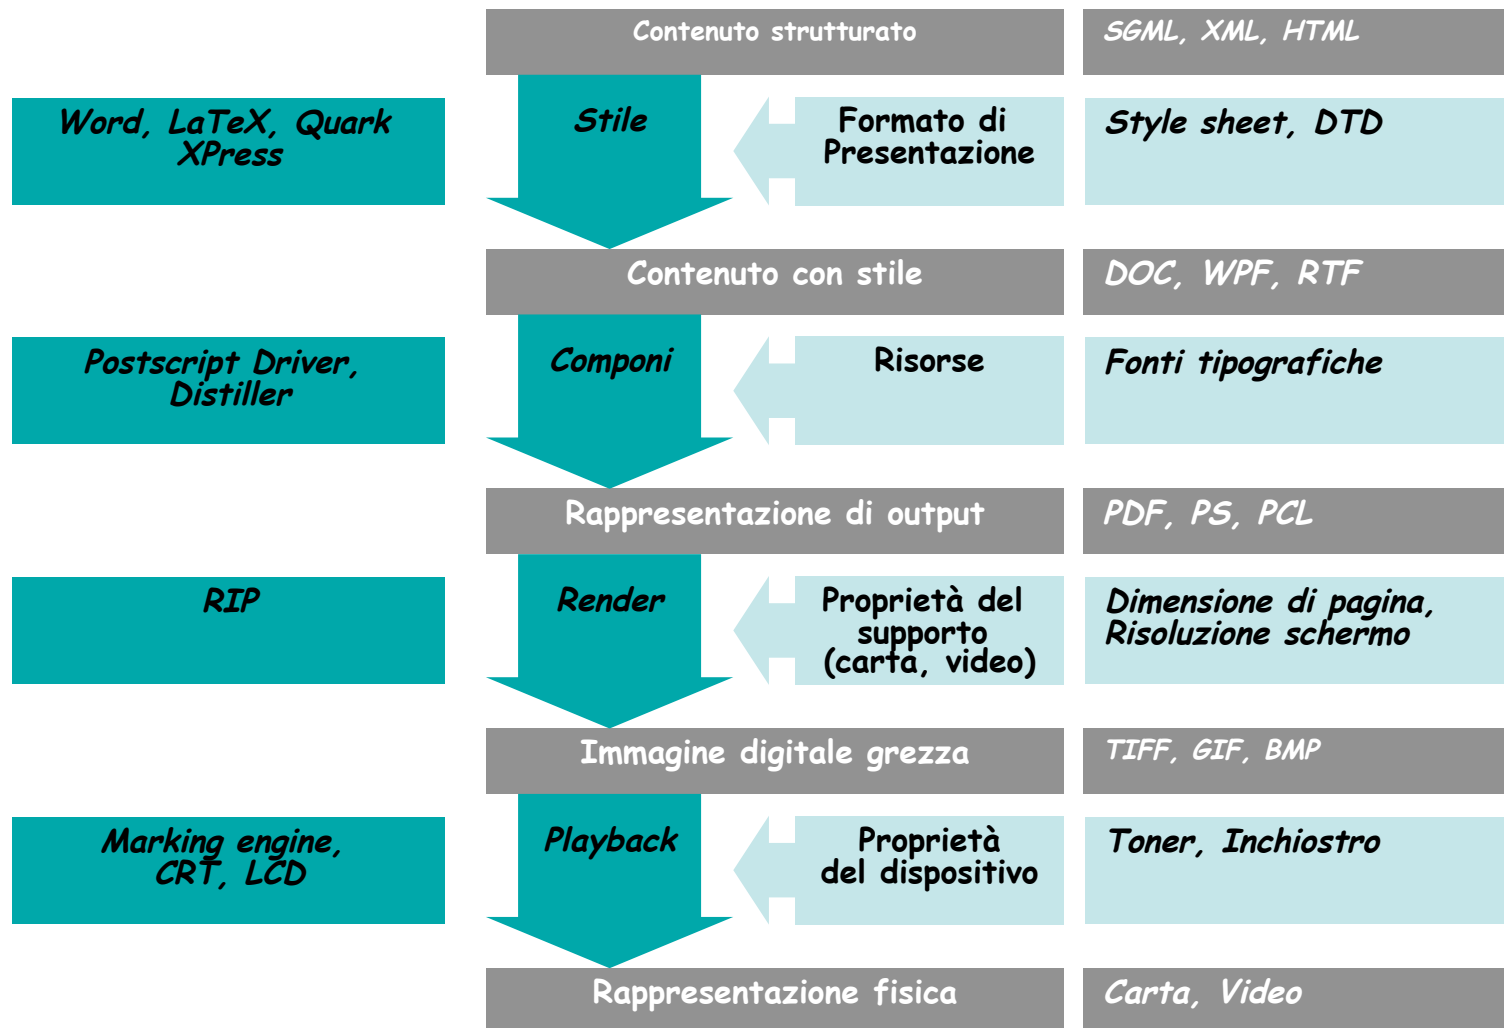 Contenuto strutturato
SGML, XML, HTML
Word, LaTeX, Quark
XPress
Stile
Formato di
Presentazione
Style sheet, DTD
Contenuto con stile
DOC, WPF, RTF
Postscript Driver,
Distiller
Componi
Risorse
Fonti tipografiche
Rappresentazione di output
PDF, PS, PCL
RIP
Render
Proprietà del
supporto
(carta, video)
Dimensione di pagina,
Risoluzione schermo
Immagine digitale grezza
TIFF, GIF, BMP
Marking engine,
CRT, LCD
Playback
Proprietà
del dispositivo
Toner, Inchiostro
Rappresentazione fisica
Carta, Video